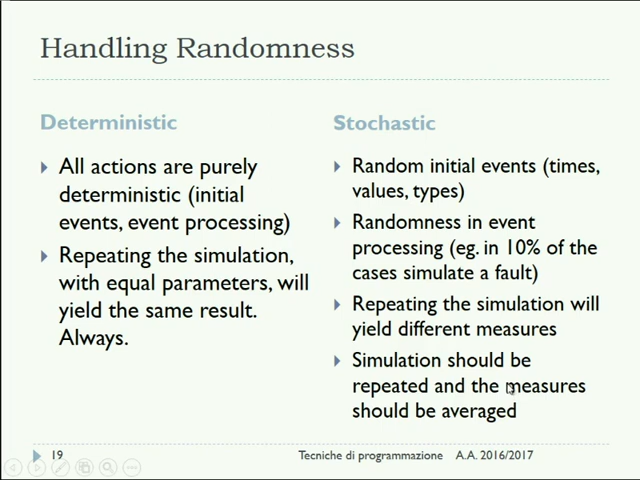 Handling Randomness
Deterministic
All actions are purely
deterministic (initial
events, event processing)
Repeating the simulation,
with equal parameters, will
yield the same result.
Always.
Stochastic
Random initial events (times,
values, types)
Randomness in event
processing (eg. in 10% of the
cases simulate a fault)
Repeating the simulation will
yield different measures
Simulation should be
repeated and the measures
should be averaged
19
Tecniche di programmazione A.A. 2016/2017